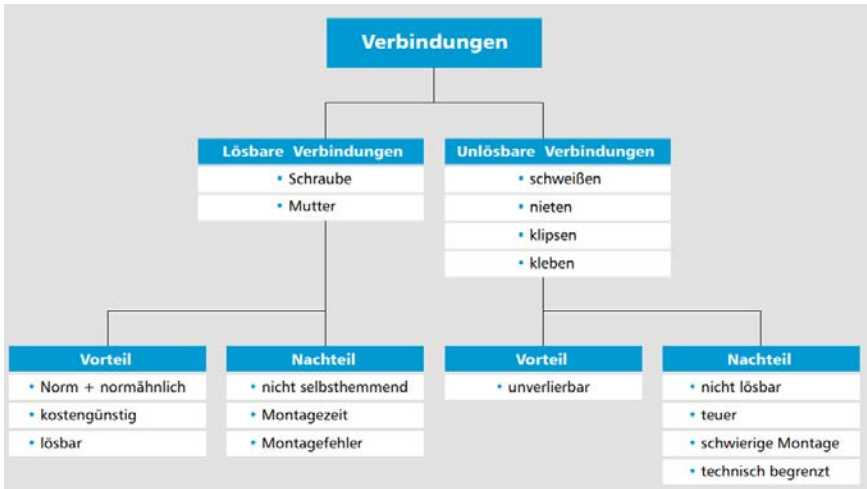 Verbindungen
Lösbare Verbindungen
• Schraube
• Mutter
Unlösbare Verbindungen
• schweißen
• nieten
• klipsen
• kleben
Vorteil
• Norm + normähnlich
• kostengünstig
• lösbar
Nachteil
• nicht selbsthemmend
• Montagezeit
• Montagefehler
Vorteil
• unverlierbar
Nachteil
• nicht lösbar
• teuer
• schwierige Montage
• technisch begrenzt